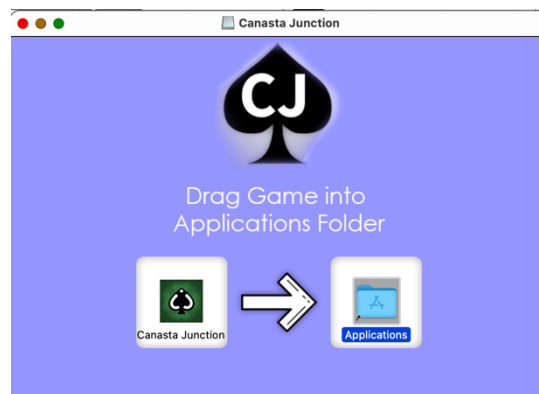 Canasta Junction
CJ
Drag Game into
Applications Folder
Canasta Junction
Applications